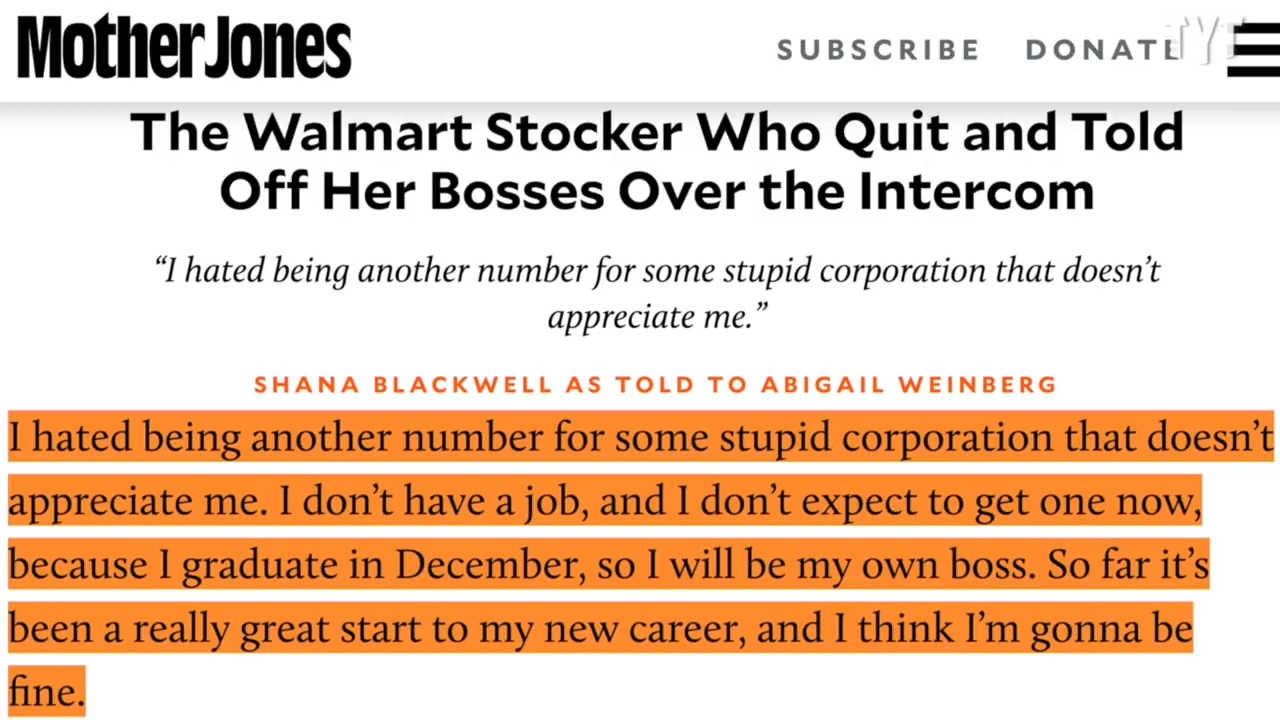 Mother Jones
SUBSCRIBE DONATE TYT
The Walmart Stocker Who Quit and Told
Off Her Bosses Over the Intercom
“I hated being another number for some stupid corporation that doesn’t
appreciate me.”
SHANA BLACKWELL AS TOLD TO ABIGAIL WEINBERG
I hated being another number for some stupid corporation that doesn’t
appreciate me. I don’t have a job, and I don’t expect to get one now,
because I graduate in December, so I will be my own boss. So far it’s
been a really great start to my new career, and I think I’m gonna be
fine.